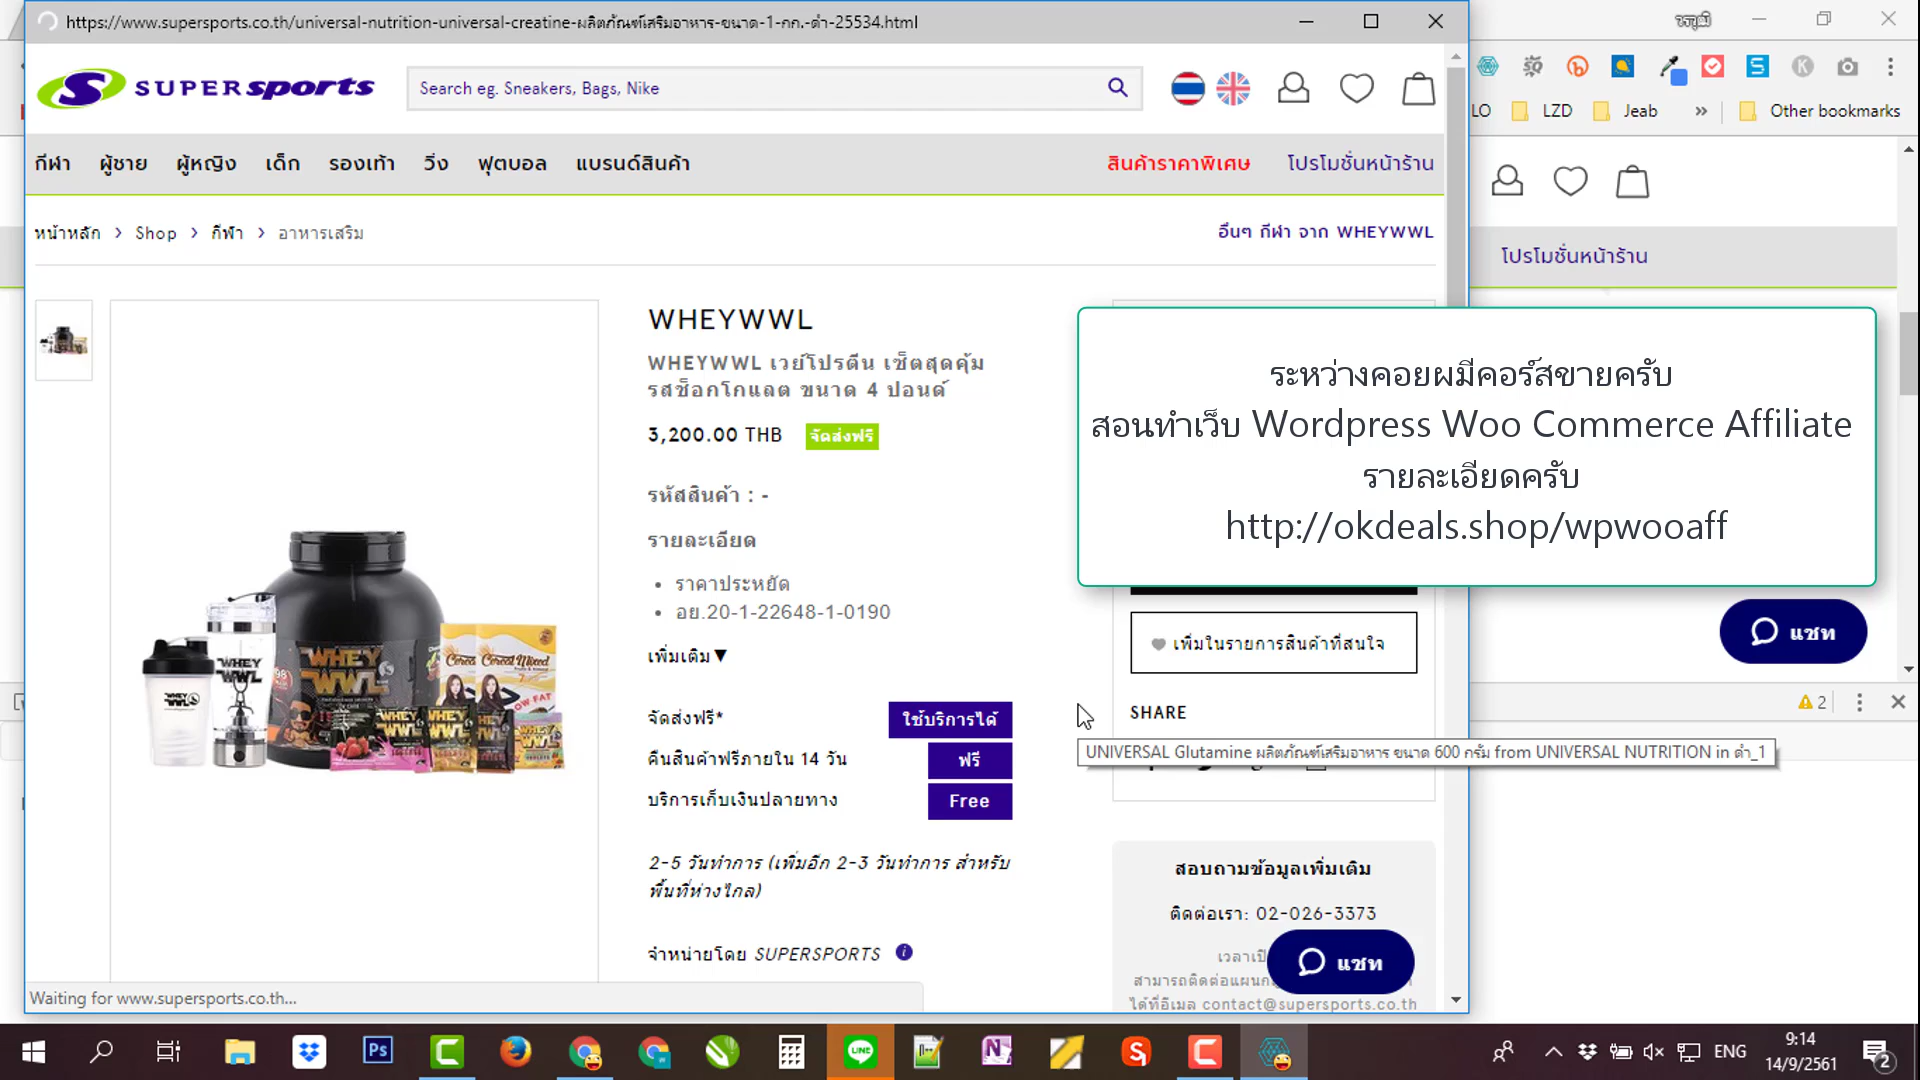 https://www.supersports.co.th/universal-nutrition-universal-creatine-ผลิตภัณฑ์เสริมอาหาร-ขนาด-1-กก.-ดำ-25534.html
SUPERSPORTS
Search eg. Sneakers, Bags, Nike
LO LZD Jeab » Other bookmarks
กีฬา ผู้ชาย ผู้หญิง เด็ก รองเท้า วิ่ง ฟุตบอล แบรนด์สินค้า สินค้าราคาพิเศษ โปรโมชั่นหน้าร้าน
หน้าหลัก > Shop > กีฬา > อาหารเสริม
อื่นๆ กีฬา จาก WHEYWWL
โปรโมชั่นหน้าร้าน
WHEYWWL
WHEYWWL เวย์โปรตีน เซ็ตสุดคุ้ม
รสช็อกโกแลต ขนาด 4 ปอนด์
3,200.00 THB จัดส่งฟรี
รหัสสินค้า : -
รายละเอียด
• ราคาประหยัด
• อย.20-1-22648-1-0190
เพิ่มเติม▼
จัดส่งฟรี* ใช้บริการได้
คืนสินค้าฟรีภายใน 14 วัน ฟรี
บริการเก็บเงินปลายทาง Free
2-5 วันทำการ (เพิ่มอีก 2-3 วันทำการ สำหรับ
พื้นที่ห่างไกล)
จำหน่ายโดย SUPERSPORTS
WHEY WWL
Cereal Mixed
LOW FAT
ระหว่างคอยผมีคอร์สขายครับ
สอนทำเว็บ Wordpress Woo Commerce Affiliate
รายละเอียดครับ
http://okdeals.shop/wpwooaff
เพิ่มในรายการสินค้าที่สนใจ
แชท
2
SHARE
UNIVERSAL Glutamine ผลิตภัณฑ์เสริมอาหาร ขนาด 600 กรัม from UNIVERSAL NUTRITION in ดำ_1
สอบถามข้อมูลเพิ่มเติม
ติดต่อเรา: 02-026-3373
แชท
ได้ที่อีเมล contact@supersports.co.th
Waiting for www.supersports.co.th...
Ps
LINE
ENG
9:14
14/9/2561
2